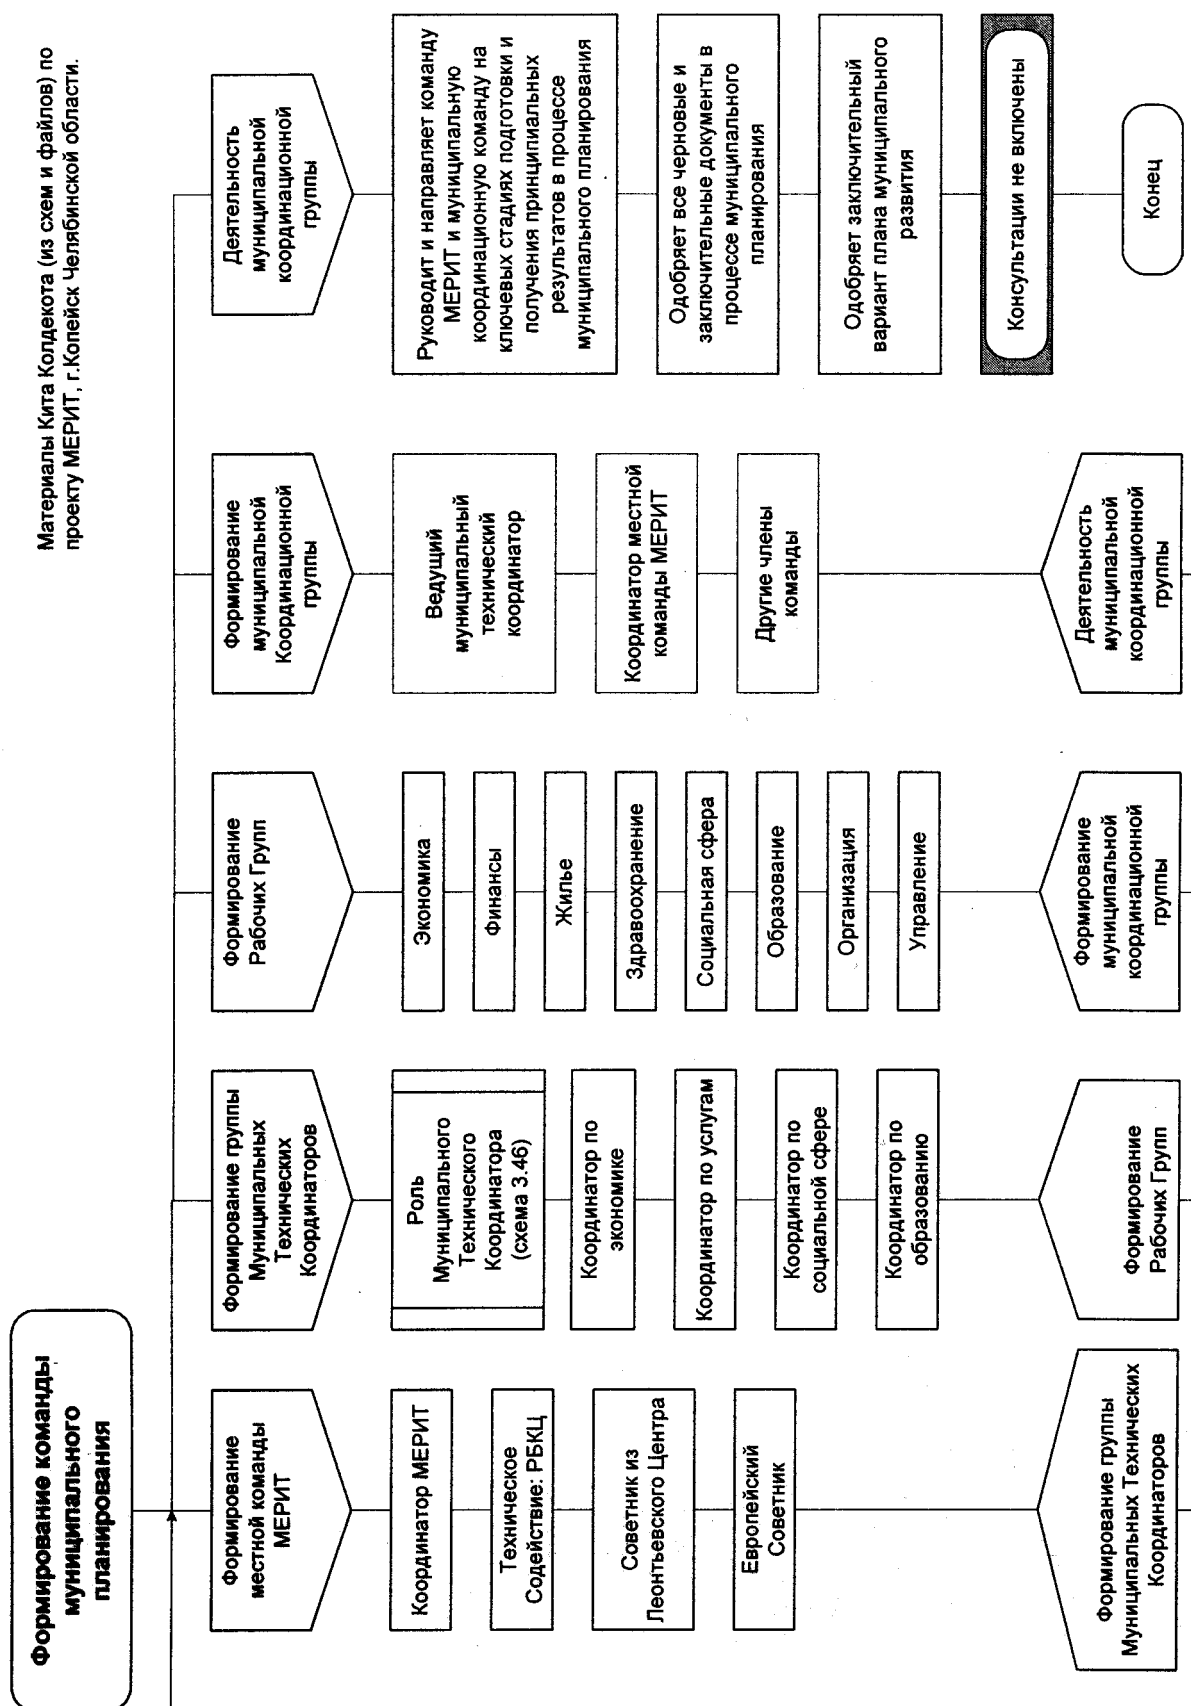 Материалы Кита Колдекота (из схем и файлов) по
проекту МЕРИТ, г.Копейск Челябинской области.
Формирование команды
муниципального
планирования
Формирование
местной команды
МЕРИТ
Координатор МЕРИТ
Техническое
Содействие: РБКЦ
Советник из
Леонтьевского Центра
Европейский
Советник
Формирование группы
Муниципальных Технических
Координаторов
Формирование группы
Муниципальных
Технических
Координаторов
Роль
Муниципального
Технического
Координатора
(схема 3.46)
Координатор по
экономике
Координатор по услугам
Координатор по
социальной сфере
Координатор по
образованию
Формирование
Рабочих Групп
Формирование
Рабочих Групп
Экономика
Финансы
Жилье
Здравоохранение
Социальная сфера
Образование
Организация
Управление
Формирование
муниципальной
координационной
группы
Формирование
муниципальной
Координационной
группы
Ведущий
муниципальный
технический
координатор
Координатор местной
команды МЕРИТ
Другие члены
команды
Деятельность
муниципальной
координационной
группы
Деятельность
муниципальной
координационной
группы
Руководит и направляет команду
МЕРИТ и муниципальную
координационную команду на
ключевых стадиях подготовки и
получения принципиальных
результатов в процессе
муниципального планирования
Одобряет все черновые и
заключительные документы в
процессе муниципального
планирования
Одобряет заключительный
вариант плана муниципального
развития
Консультации не включены
Конец